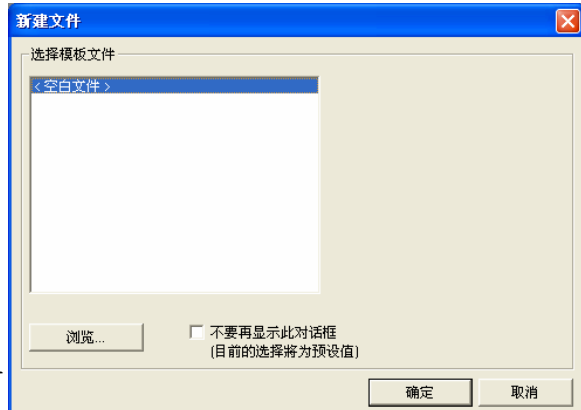 新建文件
选择模板文件
<空白文件>
浏览...
不要再显示此对话框
(目前的选择将为预设值)
确定
取消